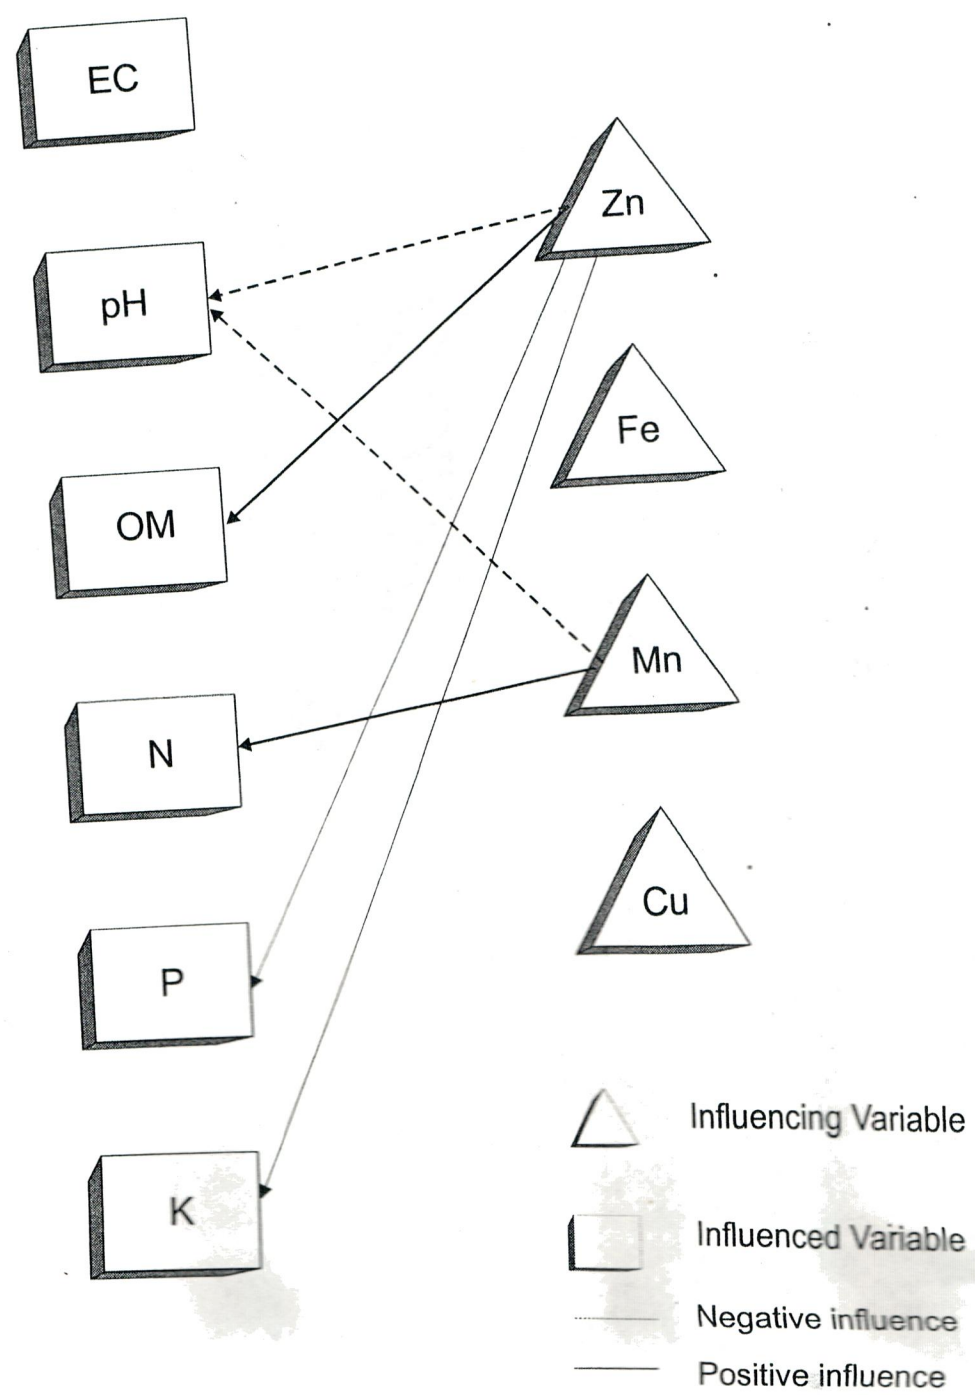 EC
Zn
pH
Fe
OM
Mn
N
Cu
P
K
Influencing Variable
Influenced Variable
Negative influence
Positive influence